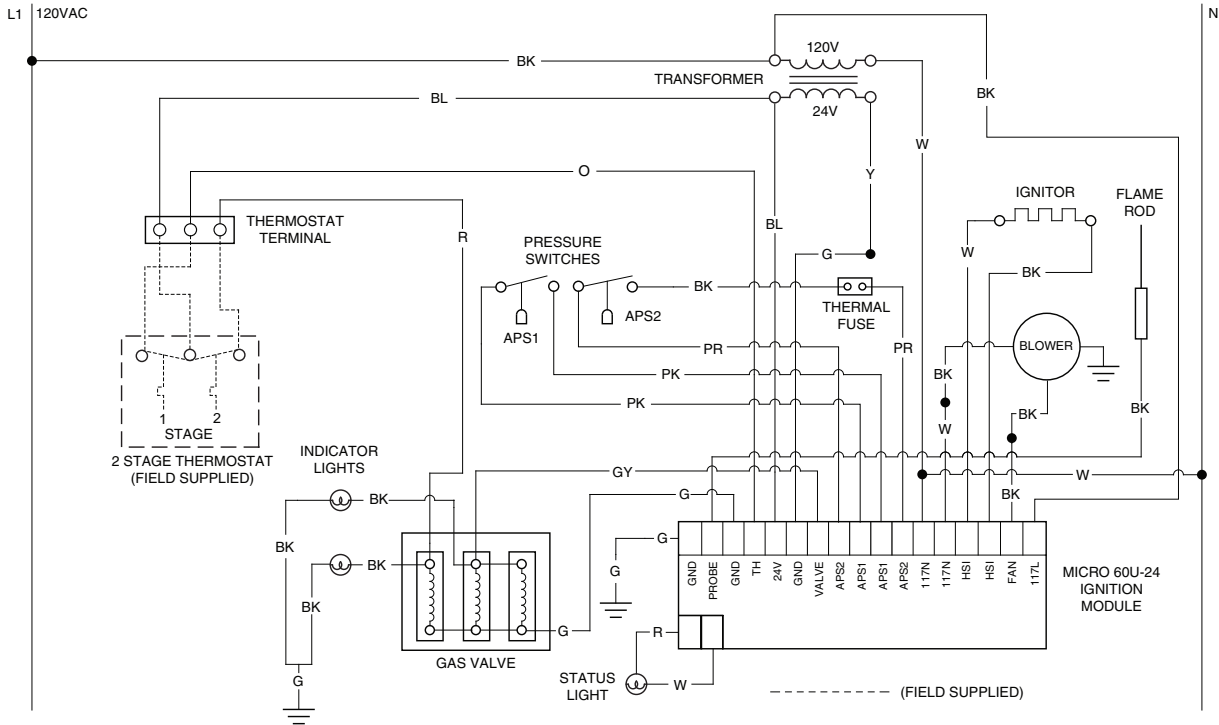 L1 120VAC
N
BK
120V
TRANSFORMER
24V
BL
BK
W
O
Y
THERMOSTAT
TERMINAL
R
BL
IGNITOR
FLAME
ROD
PRESSURE
SWITCHES
G
W
BK
BK
APS1
APS2
THERMAL
FUSE
PR
PR
BLOWER
PK
BK
PK
BK
BK
1
2
STAGE
W
2 STAGE THERMOSTAT
(FIELD SUPPLIED)
INDICATOR
LIGHTS
GY
W
BK
G
BK
BK
BK
G
BK
G
GND
PROBE
GND
TH
24V
GND
VALVE
APS2
APS1
APS1
APS2
117N
117N
HSI
HSI
FAN
117L
MICRO 60U-24
IGNITION
MODULE
G
R
GAS VALVE
STATUS
LIGHT
W
G
(FIELD SUPPLIED)